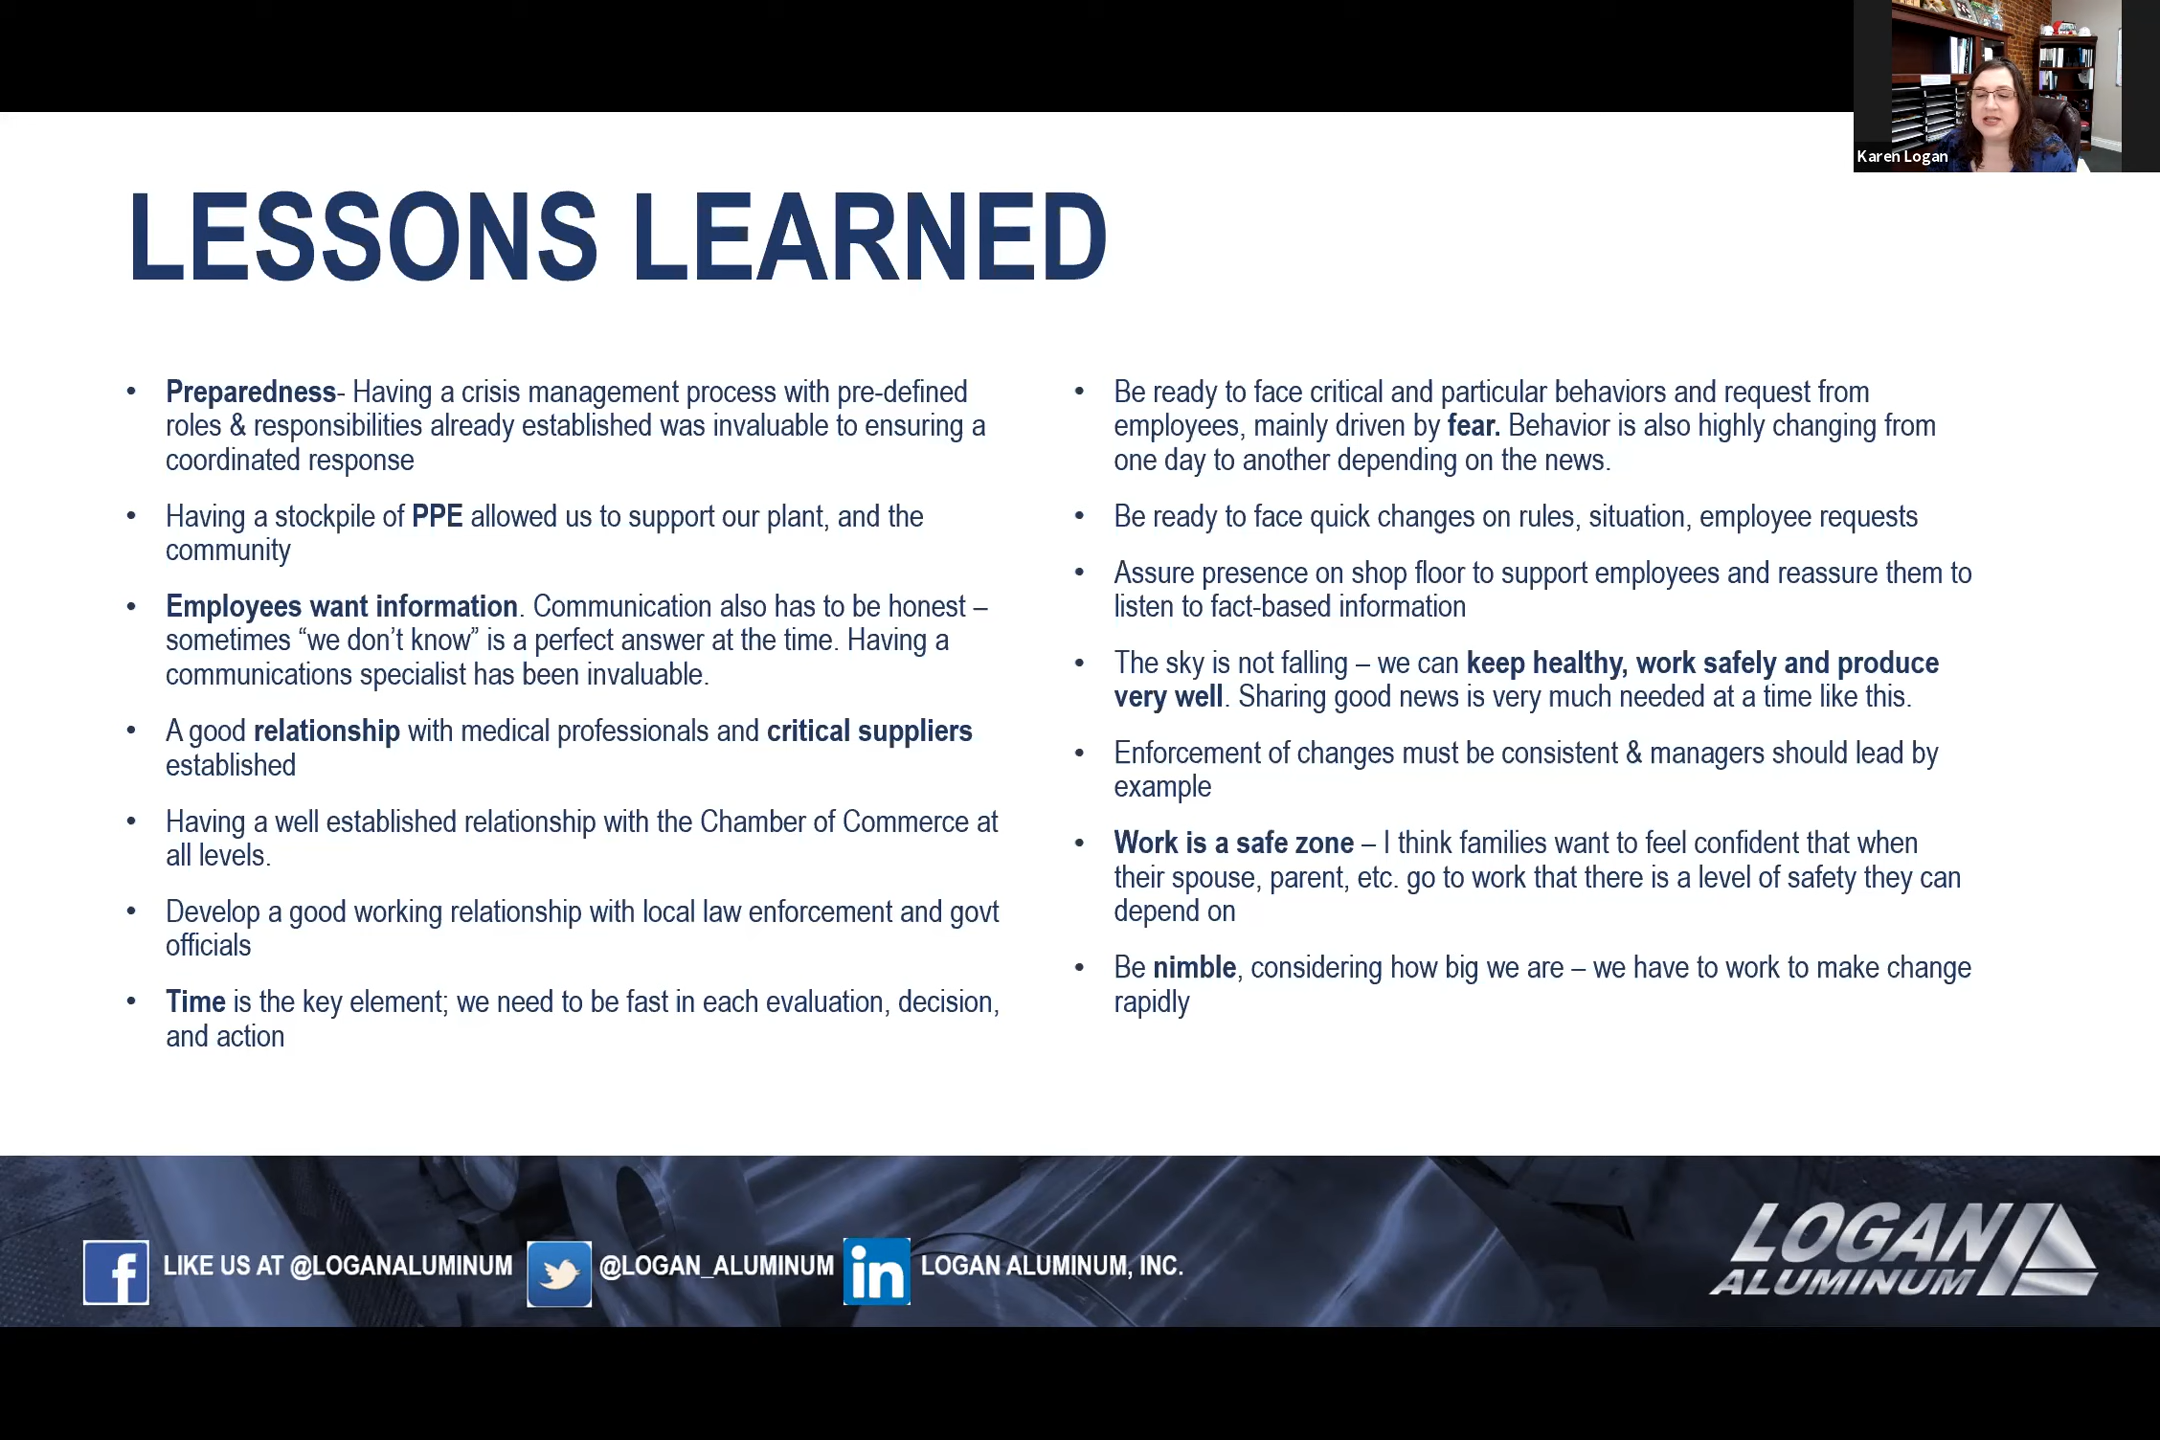 Karen Logan
LESSONS LEARNED
• Preparedness- Having a crisis management process with pre-defined
roles & responsibilities already established was invaluable to ensuring a
coordinated response
• Having a stockpile of PPE allowed us to support our plant, and the
community
• Employees want information. Communication also has to be honest –
sometimes “we don’t know” is a perfect answer at the time. Having a
communications specialist has been invaluable.
• A good relationship with medical professionals and critical suppliers
established
• Having a well established relationship with the Chamber of Commerce at
all levels.
• Develop a good working relationship with local law enforcement and govt
officials
• Time is the key element; we need to be fast in each evaluation, decision,
and action
• Be ready to face critical and particular behaviors and request from
employees, mainly driven by fear. Behavior is also highly changing from
one day to another depending on the news.
• Be ready to face quick changes on rules, situation, employee requests
• Assure presence on shop floor to support employees and reassure them to
listen to fact-based information
• The sky is not falling – we can keep healthy, work safely and produce
very well. Sharing good news is very much needed at a time like this.
• Enforcement of changes must be consistent & managers should lead by
example
• Work is a safe zone – I think families want to feel confident that when
their spouse, parent, etc. go to work that there is a level of safety they can
depend on
• Be nimble, considering how big we are – we have to work to make change
rapidly
f LIKE US AT @LOGANALUMINUM @LOGAN_ALUMINUM in LOGAN ALUMINUM, INC.
LOGAN
ALUMINUM